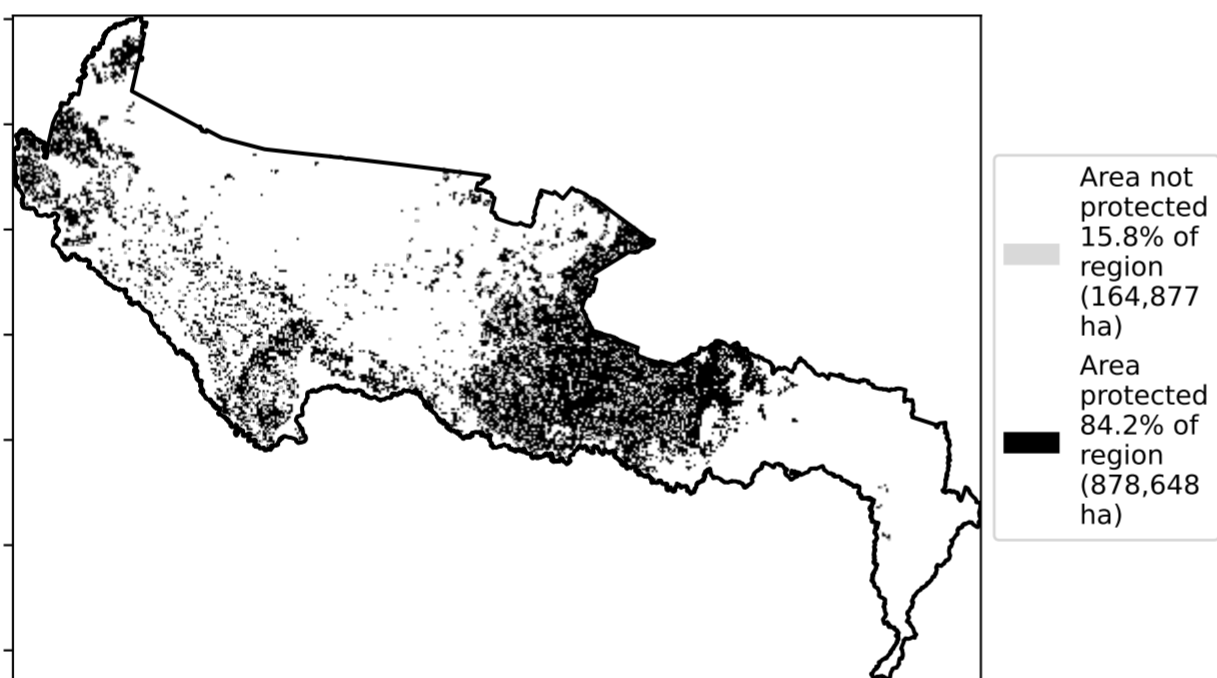 Area not
protected
15.8% of
region
(164,877
ha)
Area
protected
84.2% of
region
(878,648
ha)